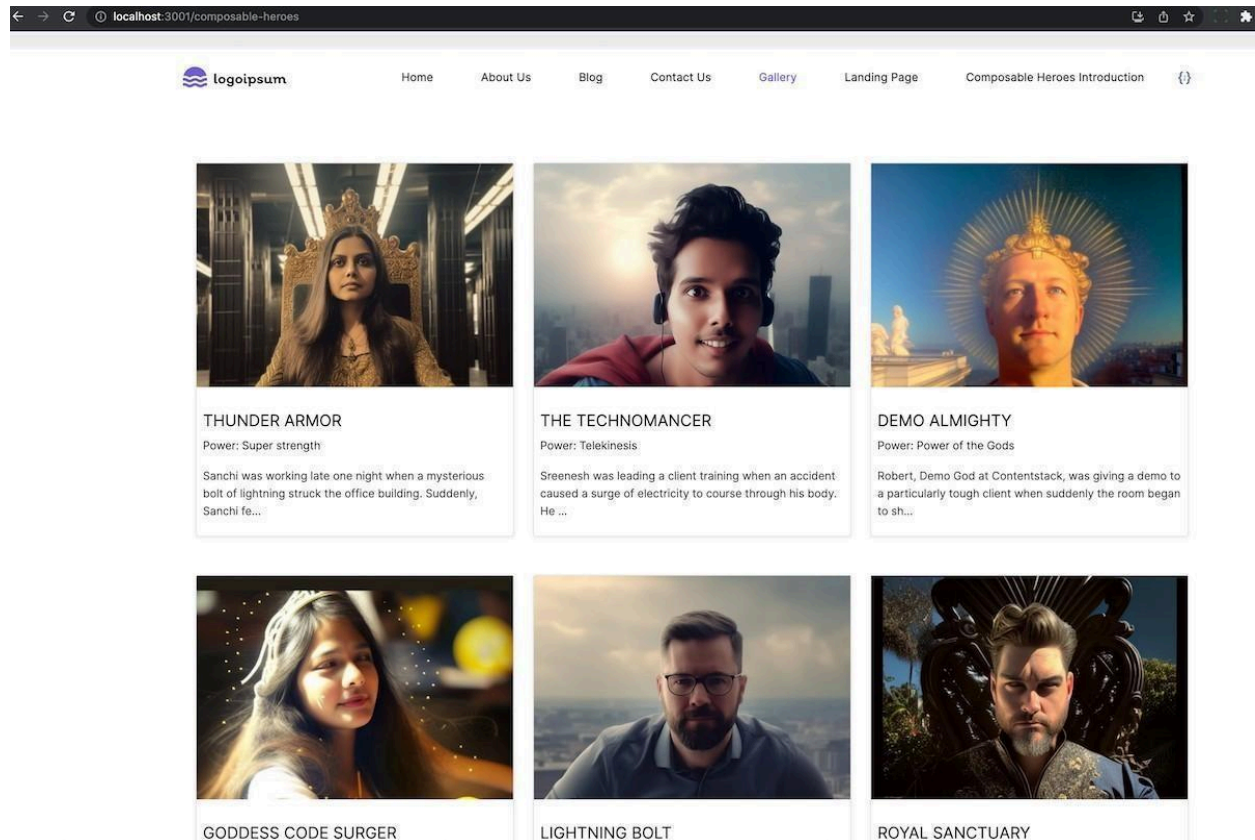 localhost:3001/composable-heroes
logoipsum
Home About Us Blog Contact Us Gallery Landing Page Composable Heroes Introduction {;}
THUNDER ARMOR
Power: Super strength
Sanchi was working late one night when a mysterious
bolt of lightning struck the office building. Suddenly,
Sanchi fe...
THE TECHNOMANCER
Power: Telekinesis
Sreenesh was leading a client training when an accident
caused a surge of electricity to course through his body.
He ...
DEMO ALMIGHTY
Power: Power of the Gods
Robert, Demo God at Contentstack, was giving a demo to
a particularly tough client when suddenly the room began
to sh...
GODDESS CODE SURGER
LIGHTNING BOLT
ROYAL SANCTUARY